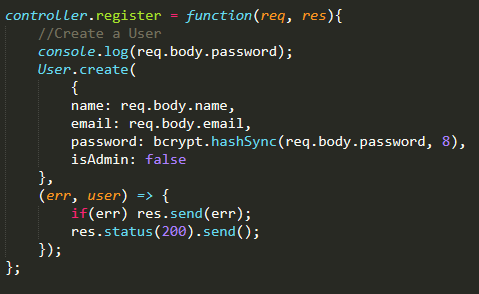 controller.register = function(req, res){
    //Create a User
    console.log(req.body.password);
    User.create(
        {
        name: req.body.name,
        email: req.body.email,
        password: bcrypt.hashSync(req.body.password, 8),
        isAdmin: false
    },
    (err, user) => {
        if(err) res.send(err);
        res.status(200).send();
    });
};